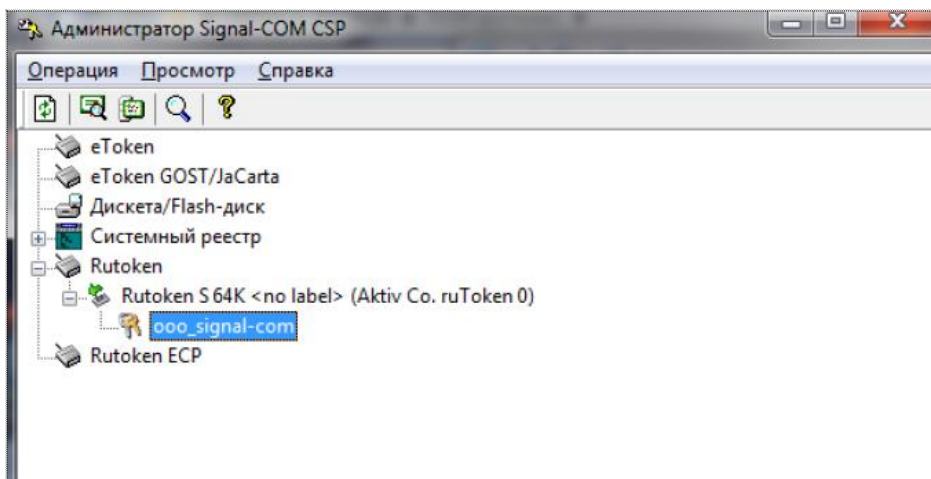 Администратор Signal-COM CSP
Операция Просмотр Справка
eToken
eToken GOST/JaCarta
Дискета/Flash-диск
Системный реестр
Rutoken
Rutoken S 64K <no label> (Aktiv Co. ruToken 0)
ooo_signal-com
Rutoken ECP